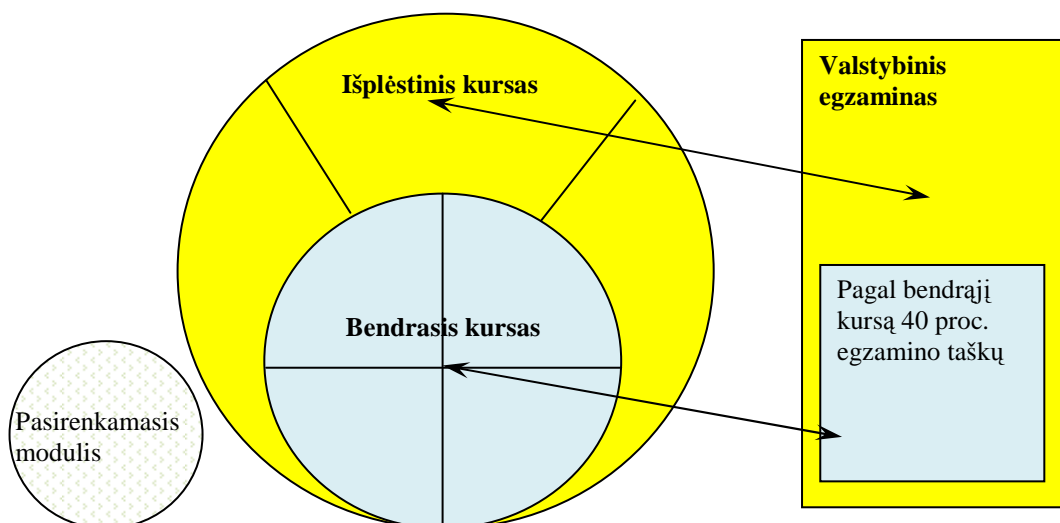 Išplėstinis kursas
Valstybinis
egzaminas
Bendrasis kursas
Pagal bendrąjį
kursą 40 proc.
egzamino taškų
Pasirenkamasis
modulis